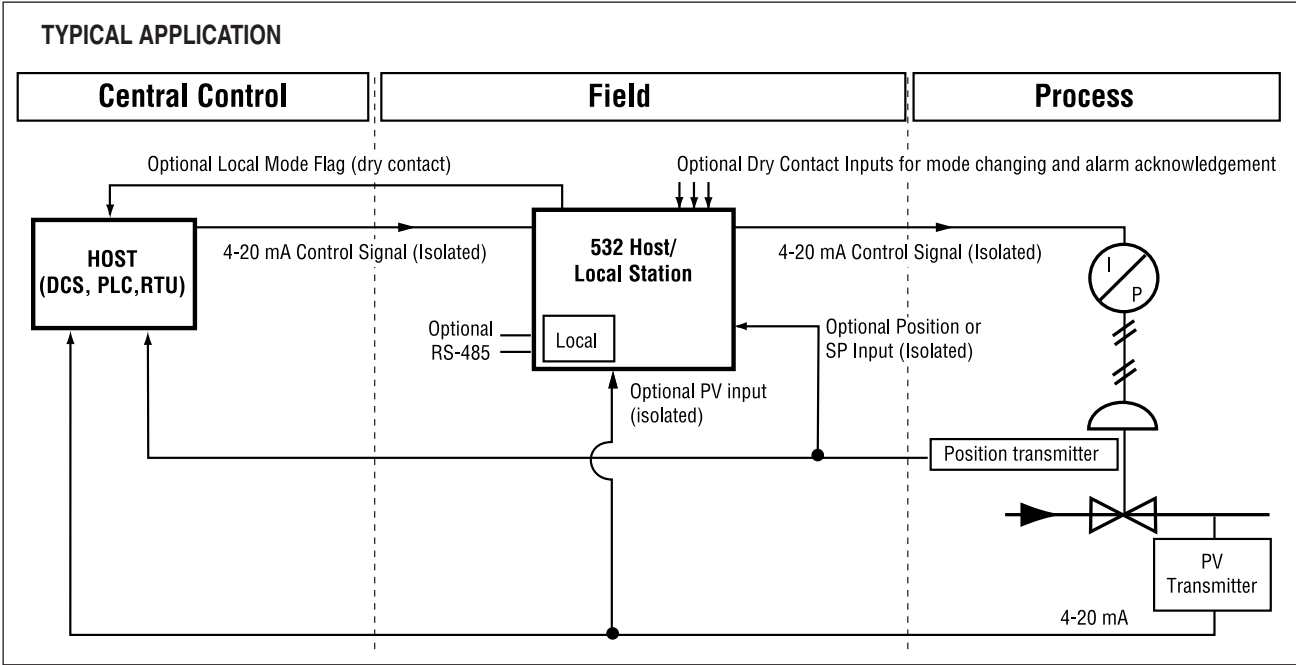 TYPICAL APPLICATION
Central Control
Field
Process
Optional Local Mode Flag (dry contact)
Optional Dry Contact Inputs for mode changing and alarm acknowledgement
HOST
(DCS, PLC,RTU)
4-20 mA Control Signal (Isolated)
532 Host/
Local Station
4-20 mA Control Signal (Isolated)
I
P
Optional
RS-485
Local
Optional Position or
SP Input (Isolated)
Optional PV input
(isolated)
Position transmitter
PV
Transmitter
4-20 mA